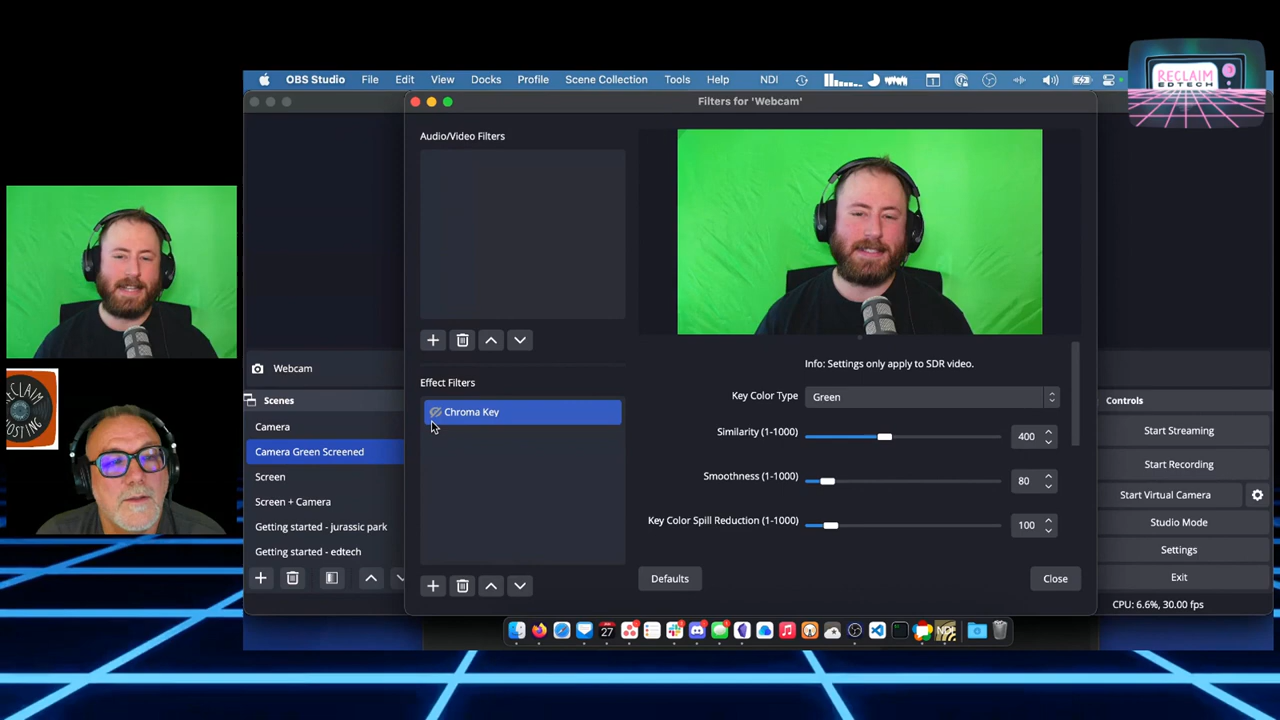 OBS Studio File Edit View Docks Profile Scene Collection Tools Help NDI
RECLAIM
EDTECH
Filters for 'Webcam'
Audio/Video Filters
Effect Filters
Chroma Key
Info: Settings only apply to SDR video.
Key Color Type
Green
Similarity (1-1000)
400
Smoothness (1-1000)
80
Key Color Spill Reduction (1-1000)
100
Defaults
Close
Webcam
Scenes
Camera
Camera Green Screened
Screen
Screen + Camera
Getting started - jurassic park
Getting started - edtech
Controls
Start Streaming
Start Recording
Start Virtual Camera
Studio Mode
Settings
Exit
CPU: 6.6%, 30.00 fps
RECLAIM
HOSTING
27